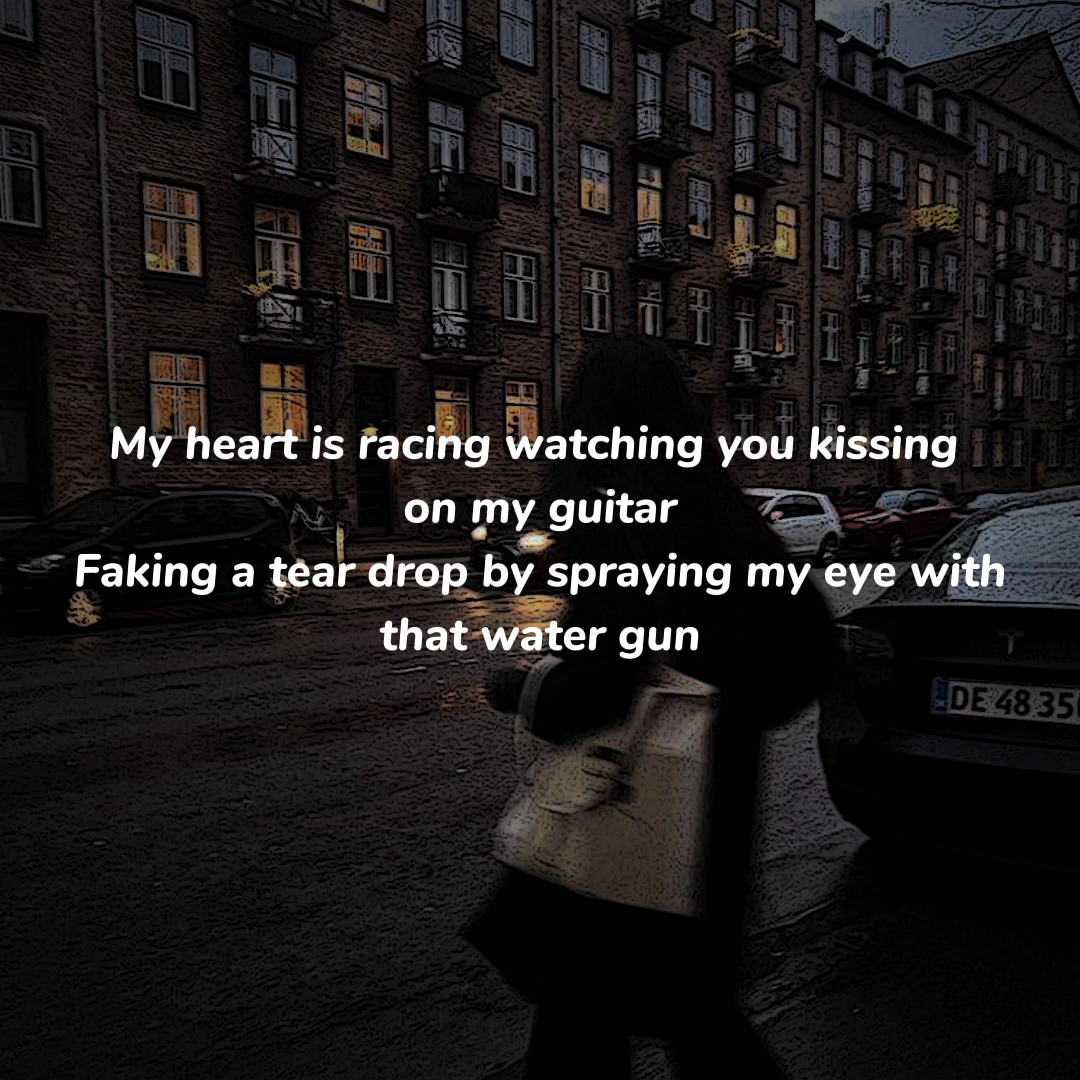 My heart is racing watching you kissing
on my guitar
Faking a tear drop by spraying my eye with
that water gun
DE 48 35